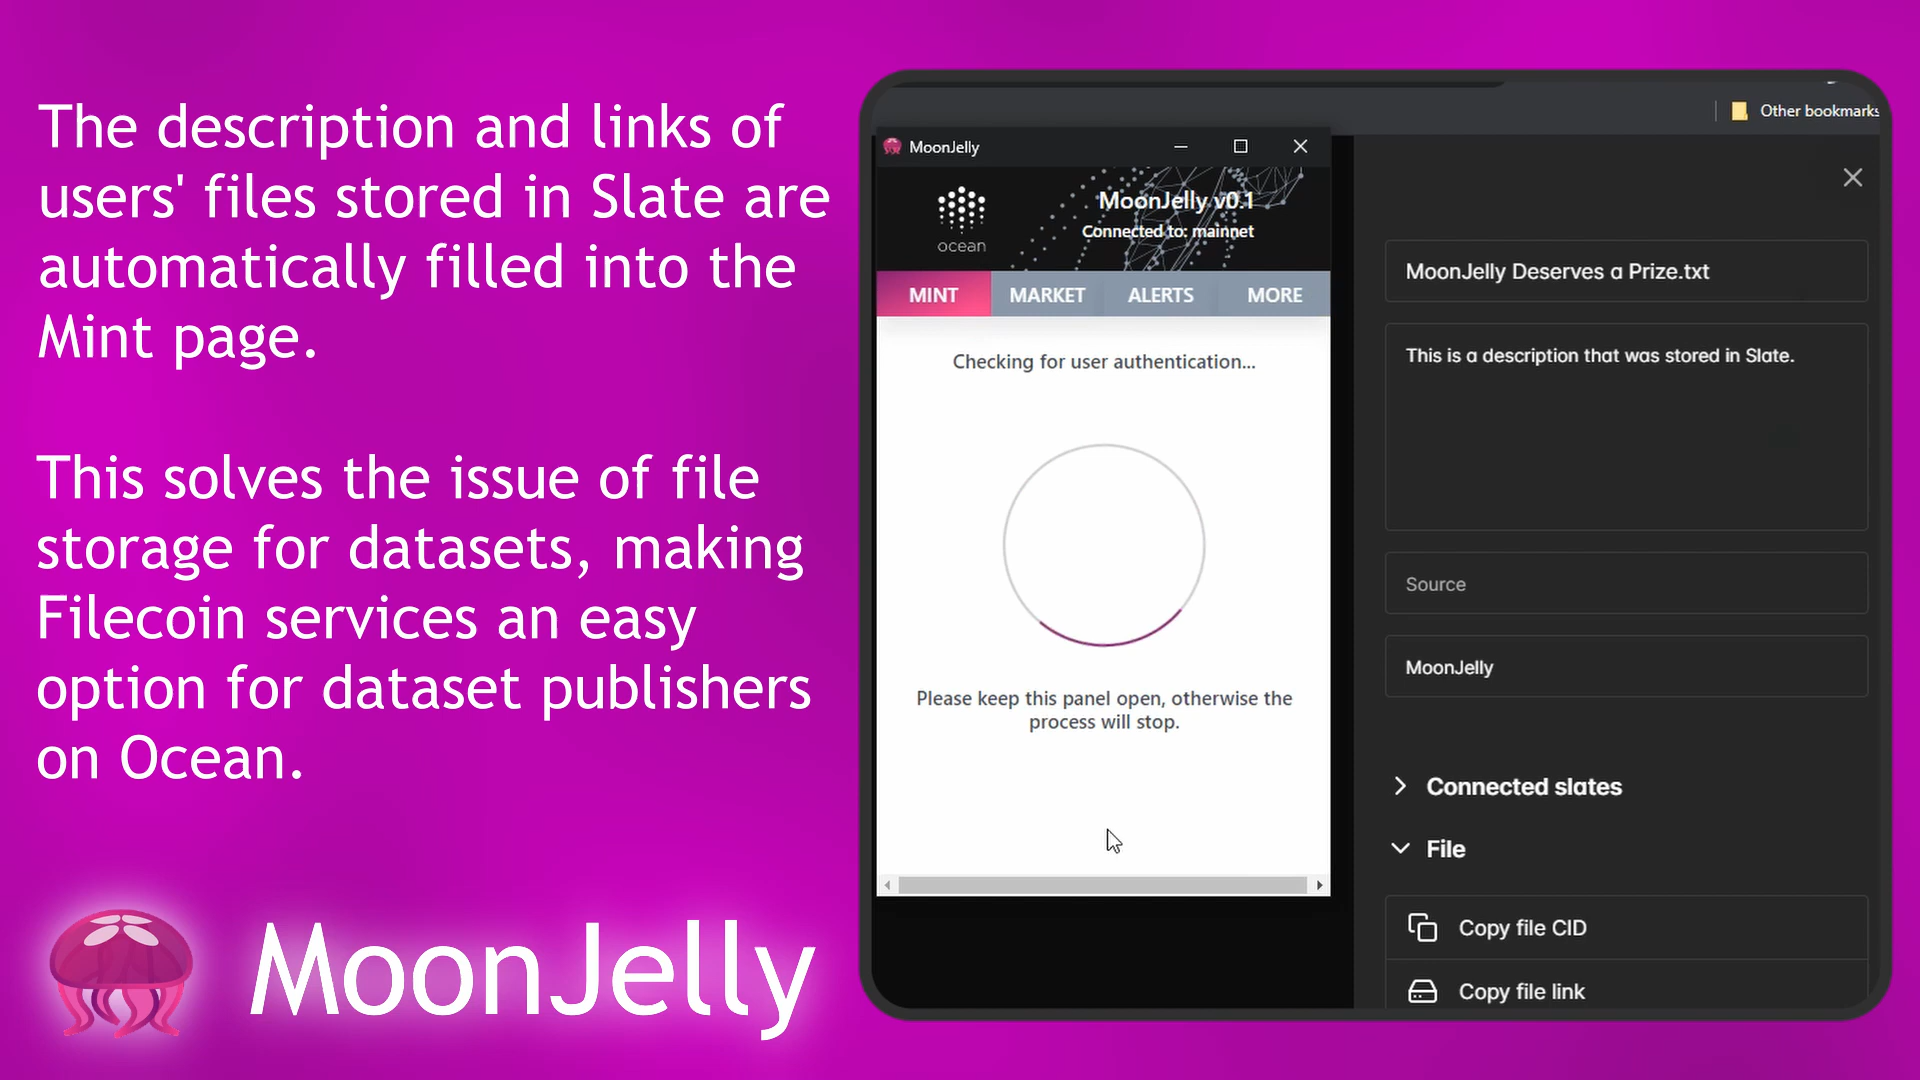 The description and links of
users' files stored in Slate are
automatically filled into the
Mint page.
This solves the issue of file
storage for datasets, making
Filecoin services an easy
option for dataset publishers
on Ocean.
MoonJelly
Other bookmarks
MoonJelly
ocean
MoonJelly v0.1
Connected to: mainnet
MINT MARKET ALERTS MORE
Checking for user authentication...
Please keep this panel open, otherwise the
process will stop.
MoonJelly Deserves a Prize.txt
This is a description that was stored in Slate.
Source
MoonJelly
Connected slates
File
Copy file CID
Copy file link